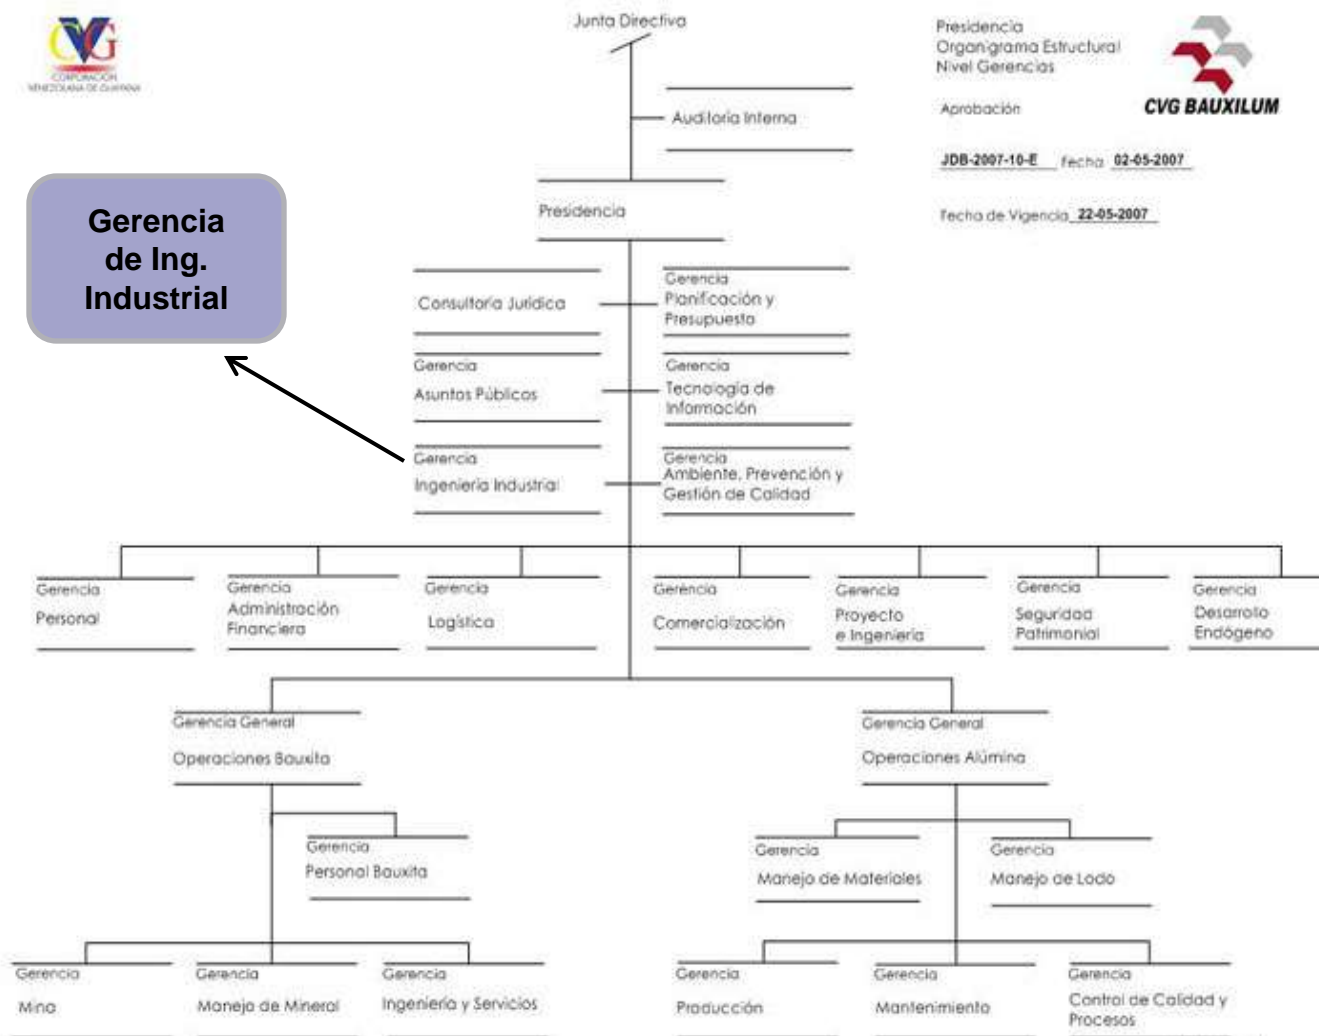 CVG
CORPORACIÓN
VENEZOLANA DE GUAYANA
Junta Directiva
Presidencia
Organigrama Estructural
Nivel Gerencias
Aprobación
JDB-2007-10-E fecha 02-05-2007
Fecha de Vigencia 22-05-2007
CVG BAUXILUM
Auditoría Interna
Gerencia
de Ing.
Industrial
Presidencia
Consultoría Jurídica
Gerencia
Planificación y
Presupuesto
Gerencia
Asuntos Públicos
Gerencia
Tecnología de
Información
Gerencia
Ingeniería Industrial
Gerencia
Ambiente, Prevención y
Gestión de Calidad
Gerencia
Personal
Gerencia
Administración
Financiera
Gerencia
Logística
Gerencia
Comercialización
Gerencia
Proyecto
e Ingeniería
Gerencia
Seguridad
Patrimonial
Gerencia
Desarrollo
Endógeno
Gerencia General
Operaciones Bauxita
Gerencia General
Operaciones Alúmina
Gerencia
Personal Bauxita
Gerencia
Manejo de Materiales
Gerencia
Manejo de Lodo
Gerencia
Mina
Gerencia
Manejo de Mineral
Gerencia
Ingeniería y Servicios
Gerencia
Producción
Gerencia
Mantenimiento
Gerencia
Control de Calidad y
Procesos